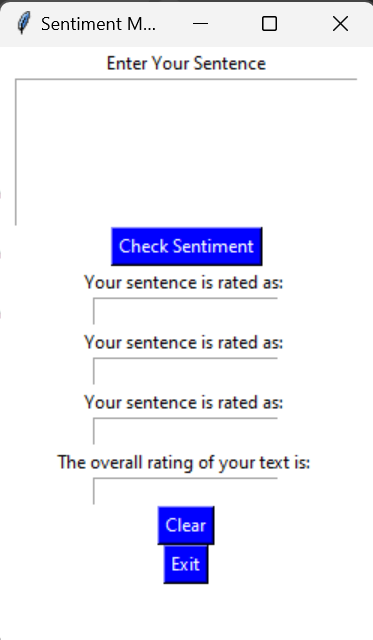 Sentiment M...
Enter Your Sentence
Check Sentiment
Your sentence is rated as:
Your sentence is rated as:
Your sentence is rated as:
The overall rating of your text is:
Clear
Exit